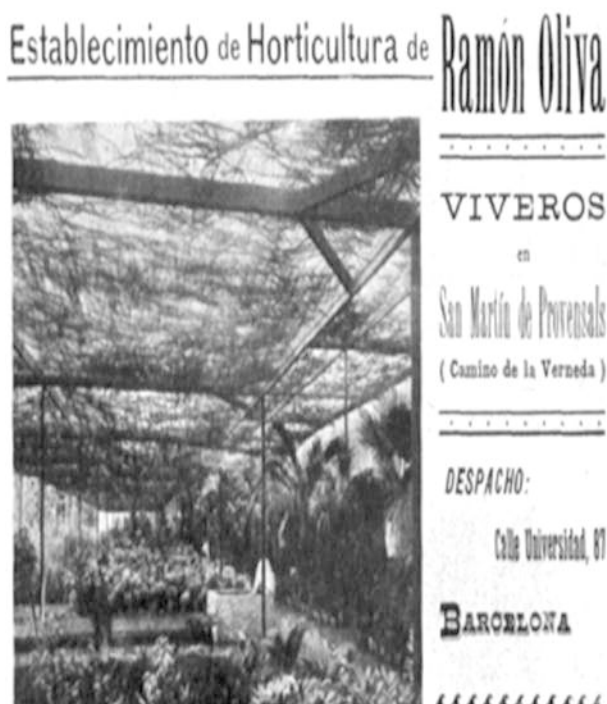 Establecimiento de Horticultura de
Ramón Oliva
VIVEROS
en
San Martín de Provensals
( Camino de la Verneda )
DESPACHO:
Calle Universidad, 87
BARCELONA